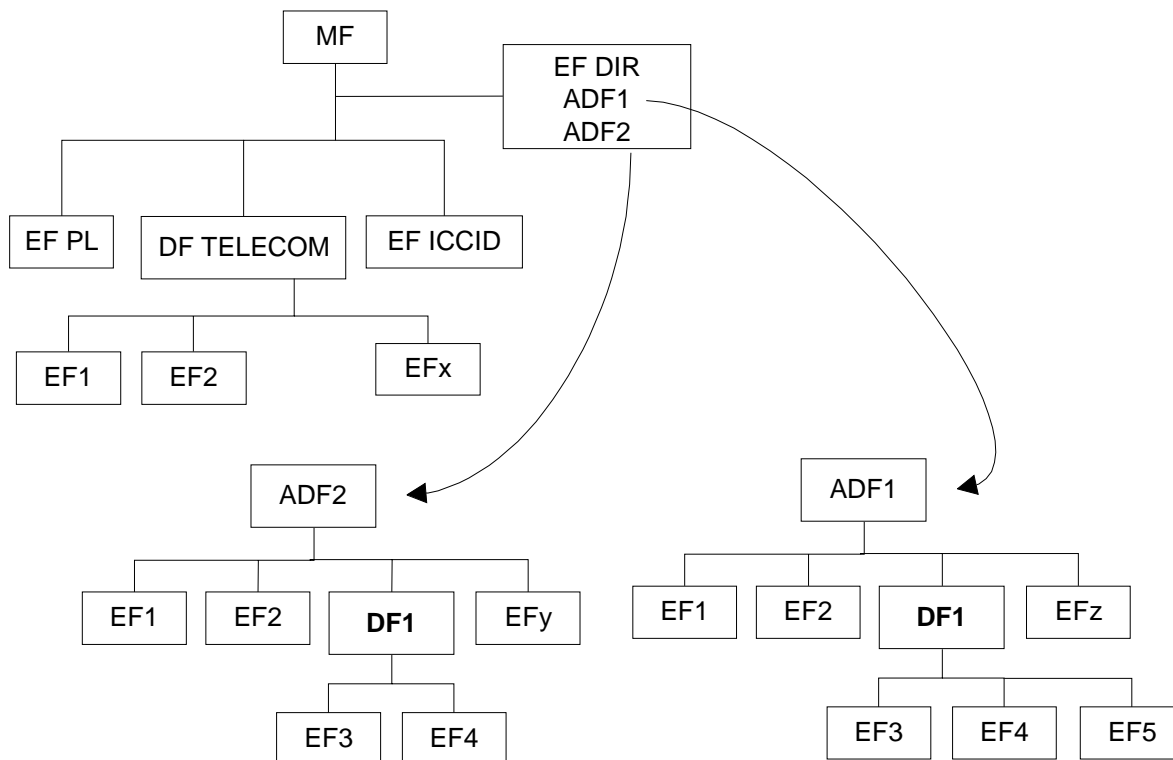 MF
EF DIR
ADF1
ADF2
EF PL
DF TELECOM
EF ICCID
EF1
EF2
EFx
ADF2
ADF1
EF1
EF2
DF1
EFy
EF1
EF2
DF1
EFz
EF3
EF4
EF3
EF4
EF5